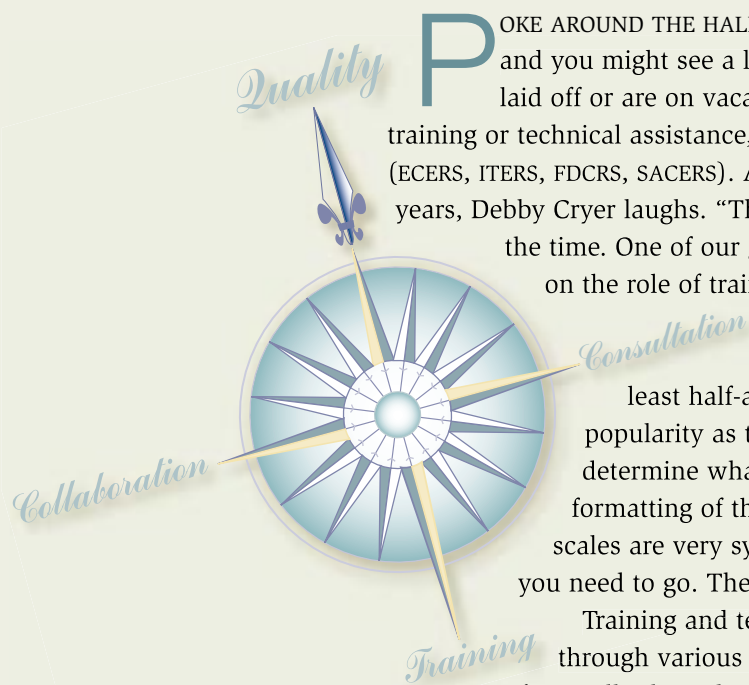 Quality
POKE AROUND THE HALL
and you might see a l
laid off or are on vaca
training or technical assistance,
(ECERS, ITERS, FDCRS, SACERS). A
years, Debby Cryer laughs. “Th
the time. One of our
on the role of trai
Consultation
least half-a
popularity as t
determine wha
formatting of th
scales are very sy
you need to go. The
Collaboration
Training and te
through various
Training